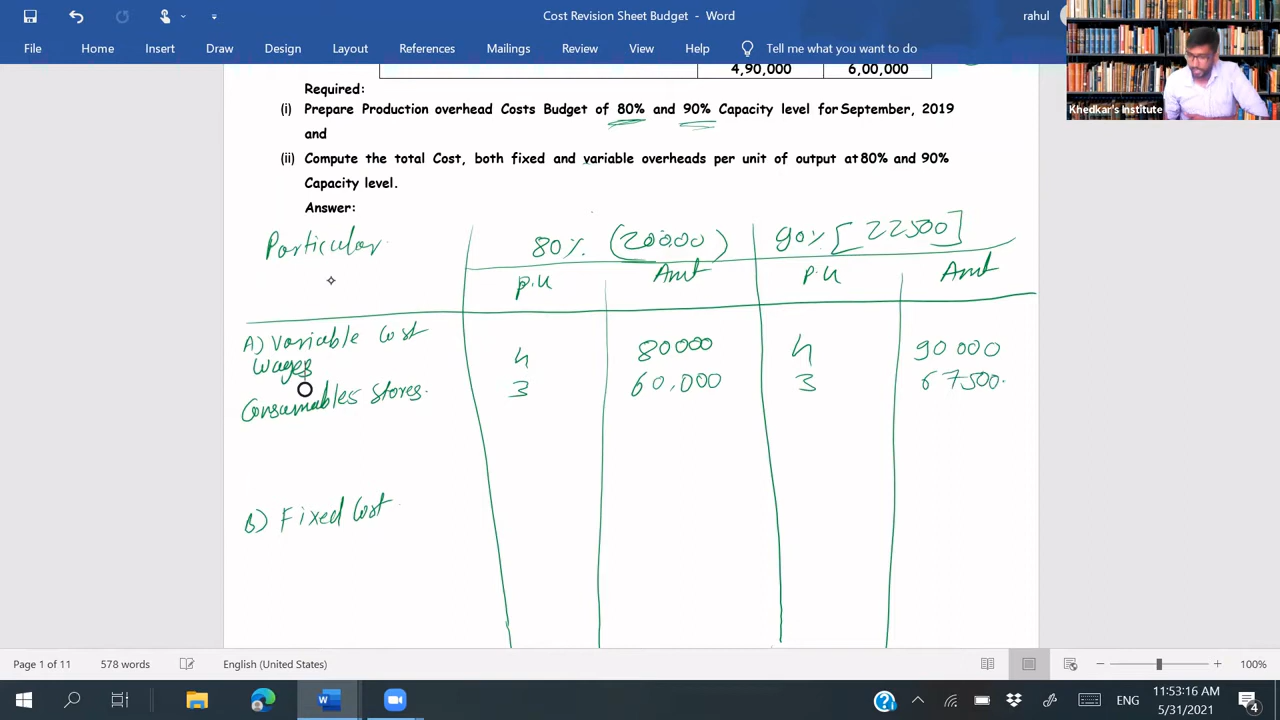 Cost Revision Sheet Budget - Word
rahul
File Home Insert Draw Design Layout References Mailings Review View Help Tell me what you want to do
4,90,000 6,00,000
Required:
(i) Prepare Production overhead Costs Budget of 80% and 90% Capacity level for September, 2019
and
(ii) Compute the total Cost, both fixed and variable overheads per unit of output at 80% and 90%
Capacity level.
Answer:
Particular 80% (20000) 90% [22500]
P.U Amt P.U Amt
A) Variable Cost
Wages 4 80000 4 90 000
Consumables Stores. 3 60,000 3 67500.
B) Fixed Cost
Khedkar's Institute
Page 1 of 11 578 words English (United States) 100%
ENG 11:53:16 AM
5/31/2021
4